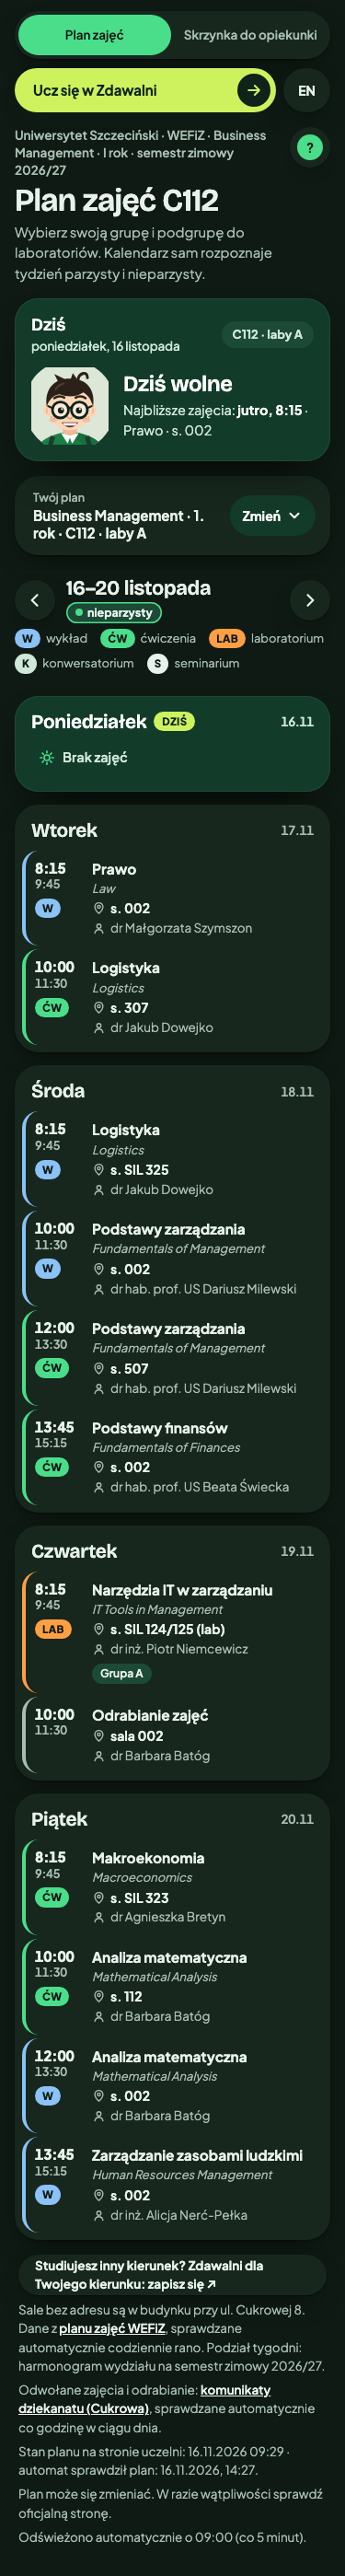 Plan zajęć
Skrzynka do opiekunki
Ucz się w Zdawalni
EN
Uniwersytet Szczeciński · WEFiZ · Business
Management · I rok · semestr zimowy
2026/27
?
Plan zajęć C112
Wybierz swoją grupę i podgrupę do
laboratoriów. Kalendarz sam rozpoznaje
tydzień parzysty i nieparzysty.
Dziś
poniedziałek, 16 listopada
C112 · laby A
Dziś wolne
Najbliższe zajęcia: jutro, 8:15 ·
Prawo · s. 002
Twój plan
Business Management · 1.
rok · C112 · laby A
Zmień
16–20 listopada
nieparzysty
W wykład ĆW ćwiczenia LAB laboratorium
K konwersatorium S seminarium
Poniedziałek DZIŚ 16.11
Brak zajęć
Wtorek 17.11
8:15 Prawo
9:45 Law
W s. 002
dr Małgorzata Szymszon
10:00 Logistyka
11:30 Logistics
ĆW s. 307
dr Jakub Dowejko
Środa 18.11
8:15 Logistyka
9:45 Logistics
W s. SIL 325
dr Jakub Dowejko
10:00 Podstawy zarządzania
11:30 Fundamentals of Management
W s. 002
dr hab. prof. US Dariusz Milewski
12:00 Podstawy zarządzania
13:30 Fundamentals of Management
ĆW s. 507
dr hab. prof. US Dariusz Milewski
13:45 Podstawy finansów
15:15 Fundamentals of Finances
ĆW s. 002
dr hab. prof. US Beata Świecka
Czwartek 19.11
8:15 Narzędzia IT w zarządzaniu
9:45 IT Tools in Management
LAB s. SIL 124/125 (lab)
dr inż. Piotr Niemcewicz
Grupa A
10:00 Odrabianie zajęć
11:30 sala 002
dr Barbara Batóg
Piątek 20.11
8:15 Makroekonomia
9:45 Macroeconomics
ĆW s. SIL 323
dr Agnieszka Bretyn
10:00 Analiza matematyczna
11:30 Mathematical Analysis
ĆW s. 112
dr Barbara Batóg
12:00 Analiza matematyczna
13:30 Mathematical Analysis
W s. 002
dr Barbara Batóg
13:45 Zarządzanie zasobami ludzkimi
15:15 Human Resources Management
W s. 002
dr inż. Alicja Nerć-Pełka
Studiujesz inny kierunek? Zdawalni dla
Twojego kierunku: zapisz się ↗
Sale bez adresu są w budynku przy ul. Cukrowej 8.
Dane z planu zajęć WEFiZ, sprawdzane
automatycznie codziennie rano. Podział tygodni:
harmonogram wydziału na semestr zimowy 2026/27.
Odwołane zajęcia i odrabianie: komunikaty
dziekanatu (Cukrowa), sprawdzane automatycznie
co godzinę w ciągu dnia.
Stan planu na stronie uczelni: 16.11.2026 09:29 ·
automat sprawdził plan: 16.11.2026, 14:27.
Plan może się zmieniać. W razie wątpliwości sprawdź
oficjalną stronę.
Odświeżono automatycznie o 09:00 (co 5 minut).